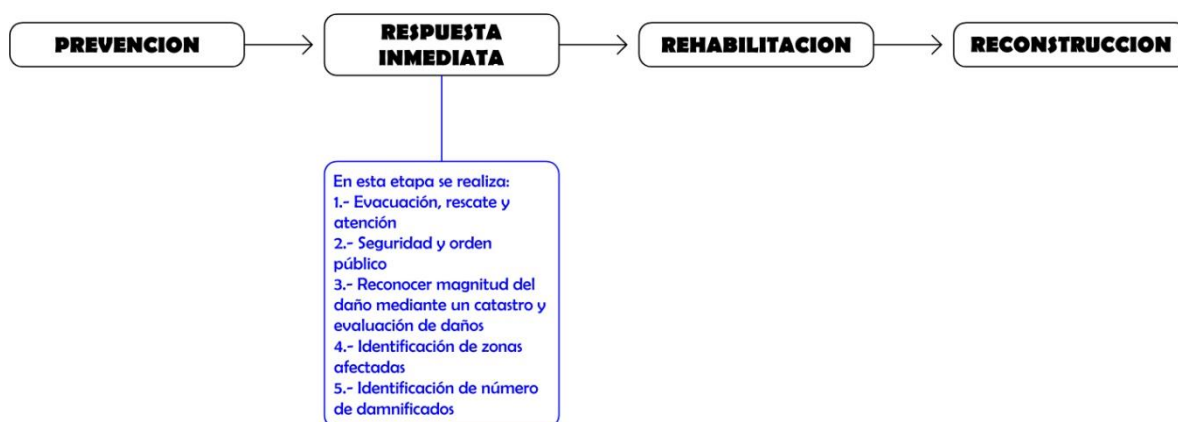 PREVENCION
RESPUESTA
INMEDIATA
REHABILITACION
RECONSTRUCCION
En esta etapa se realiza:
1.- Evacuación, rescate y
atención
2.- Seguridad y orden
público
3.- Reconocer magnitud del
daño mediante un catastro y
evaluación de daños
4.- Identificación de zonas
afectadas
5.- Identificación de número
de damnificados